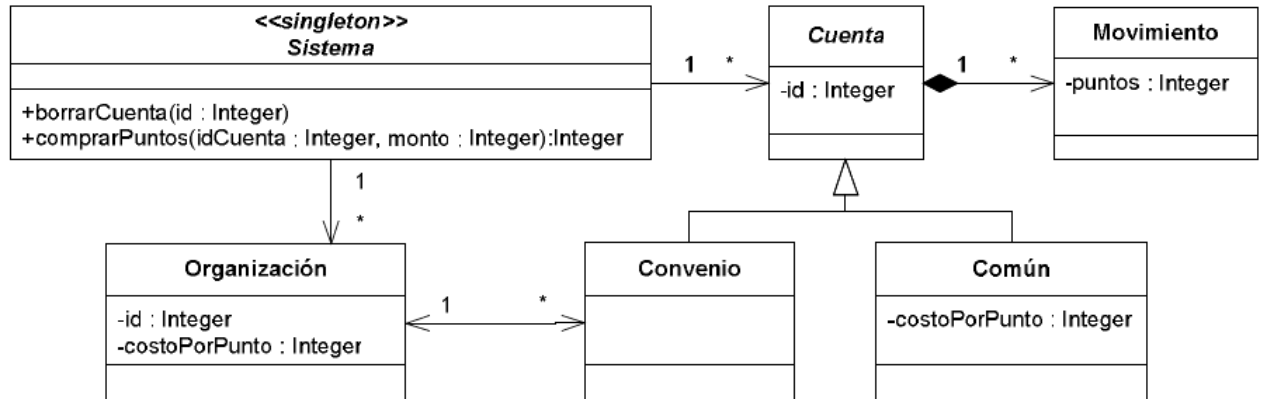 <<singleton>>
Sistema
+borrarCuenta(id : Integer)
+comprarPuntos(idCuenta : Integer, monto : Integer):Integer
1 *
Cuenta
-id : Integer
1 *
Movimiento
-puntos : Integer
1
*
Organización
-id : Integer
-costoPorPunto : Integer
1 *
Convenio
Común
-costoPorPunto : Integer